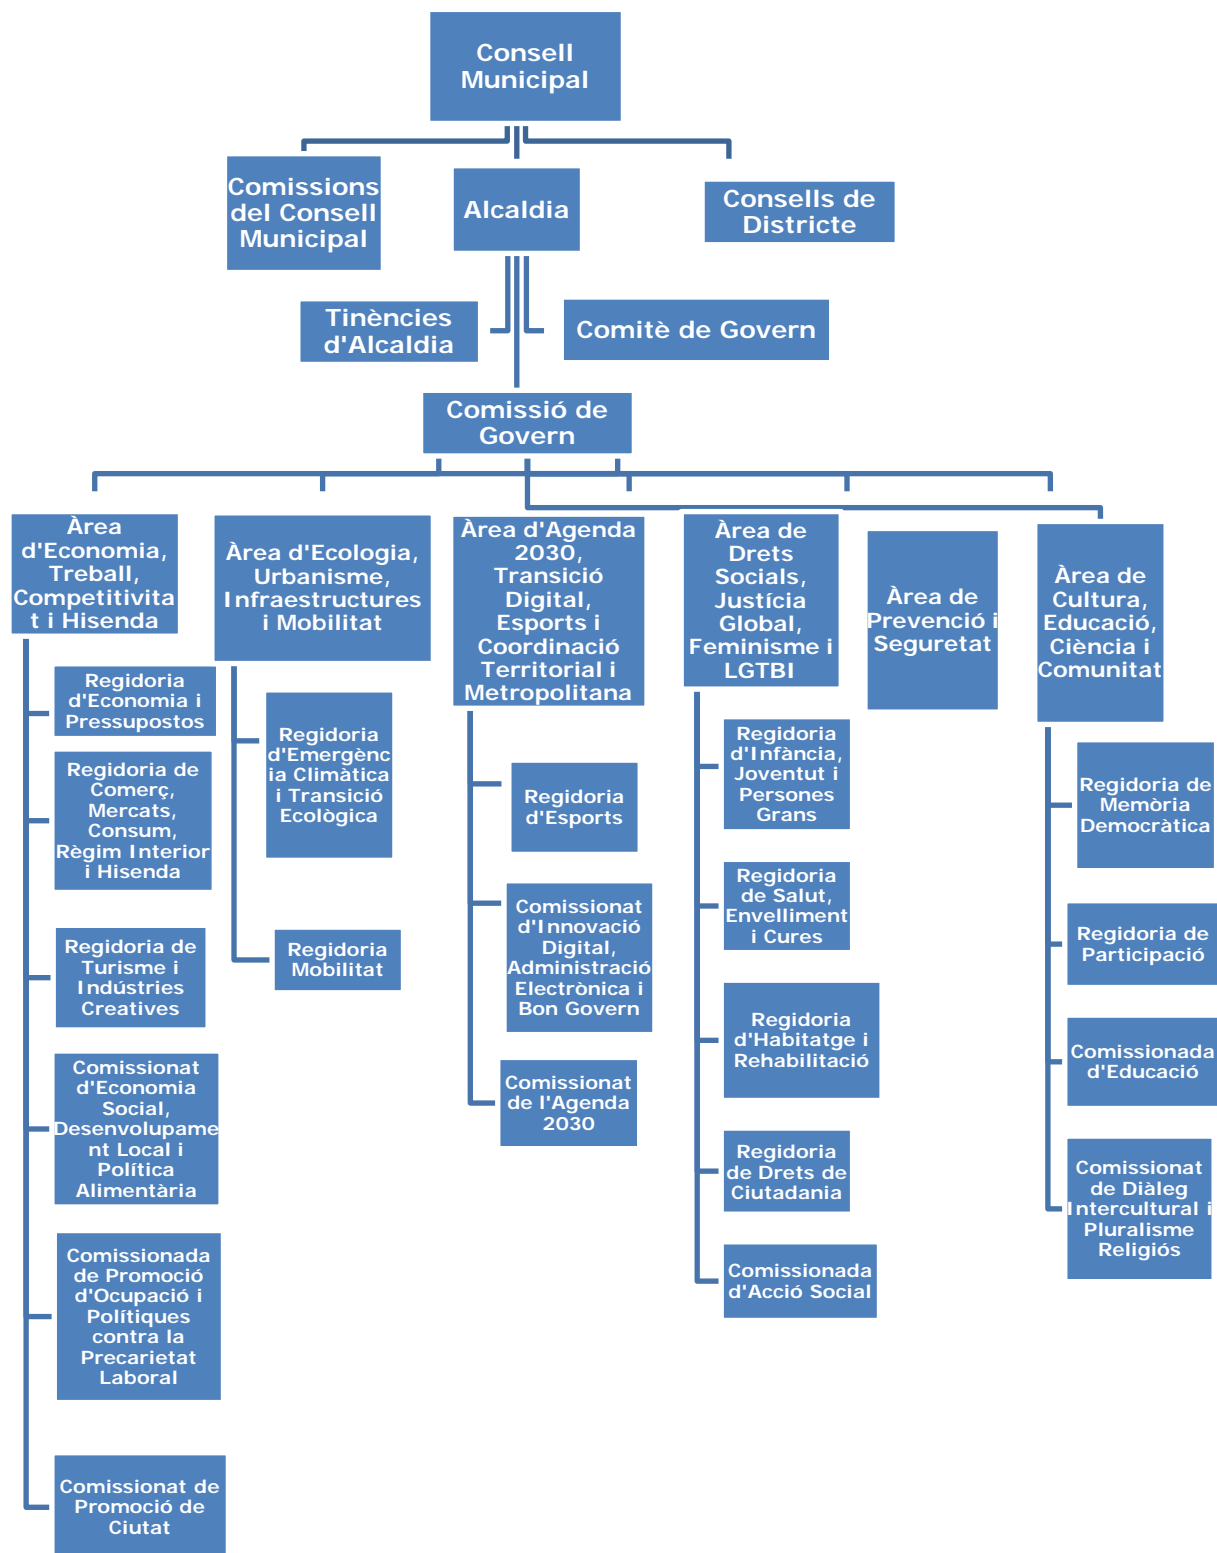 Consell
Municipal
Comissions
del Consell
Municipal
Alcaldia
Consells de
Districte
Tinències
d'Alcaldia
Comitè de Govern
Comissió de
Govern
Àrea
d'Economia,
Treball,
Competitivita
t i Hisenda
Regidoria
d'Economia i
Pressupostos
Regidoria de
Comerç,
Mercats,
Consum,
Règim Interior
i Hisenda
Regidoria de
Turisme i
Indústries
Creatives
Comissionat
d'Economia
Social,
Desenvolupame
nt Local i
Política
Alimentària
Comissionada
de Promoció
d'Ocupació i
Polítiques
contra la
Precarietat
Laboral
Comissionat de
Promoció de
Ciutat
Àrea d'Ecologia,
Urbanisme,
Infraestructures
i Mobilitat
Regidoria
d'Emergènc
ia Climàtica
i Transició
Ecològica
Regidoria
Mobilitat
Àrea d'Agenda
2030,
Transició
Digital,
Esports i
Coordinació
Territorial i
Metropolitana
Regidoria
d'Esports
Comissionat
d'Innovació
Digital,
Administració
Electrònica i
Bon Govern
Comissionat
de l'Agenda
2030
Àrea de
Drets
Socials,
Justícia
Global,
Feminisme i
LGTBI
Regidoria
d'Infància,
Joventut i
Persones
Grans
Regidoria
de Salut,
Envelliment
i Cures
Regidoria
d'Habitatge i
Rehabilitació
Regidoria
de Drets de
Ciutadania
Comissionada
d'Acció Social
Àrea de
Prevenció i
Seguretat
Àrea de
Cultura,
Educació,
Ciència i
Comunitat
Regidoria de
Memòria
Democràtica
Regidoria de
Participació
Comissionada
d'Educació
Comissionat
de Diàleg
Intercultural i
Pluralisme
Religiós